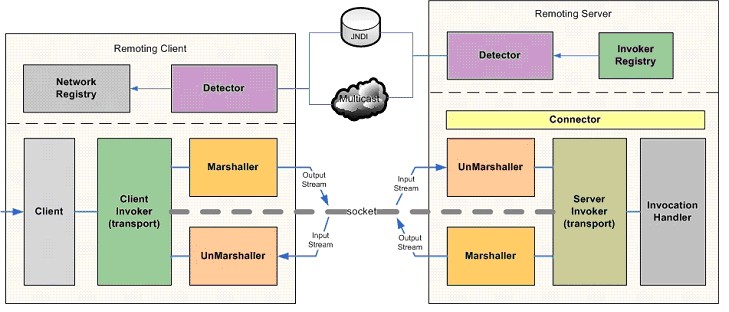 Remoting Client
Network
Registry
Detector
Client
Client
Invoker
(transport)
Marshaller
UnMarshaller
Output
Stream
Input
Stream
JNDI
Multicast
socket
Remoting Server
Detector
Invoker
Registry
Connector
Input
Stream
Output
Stream
UnMarshaller
Marshaller
Server
Invoker
(transport)
Invocation
Handler